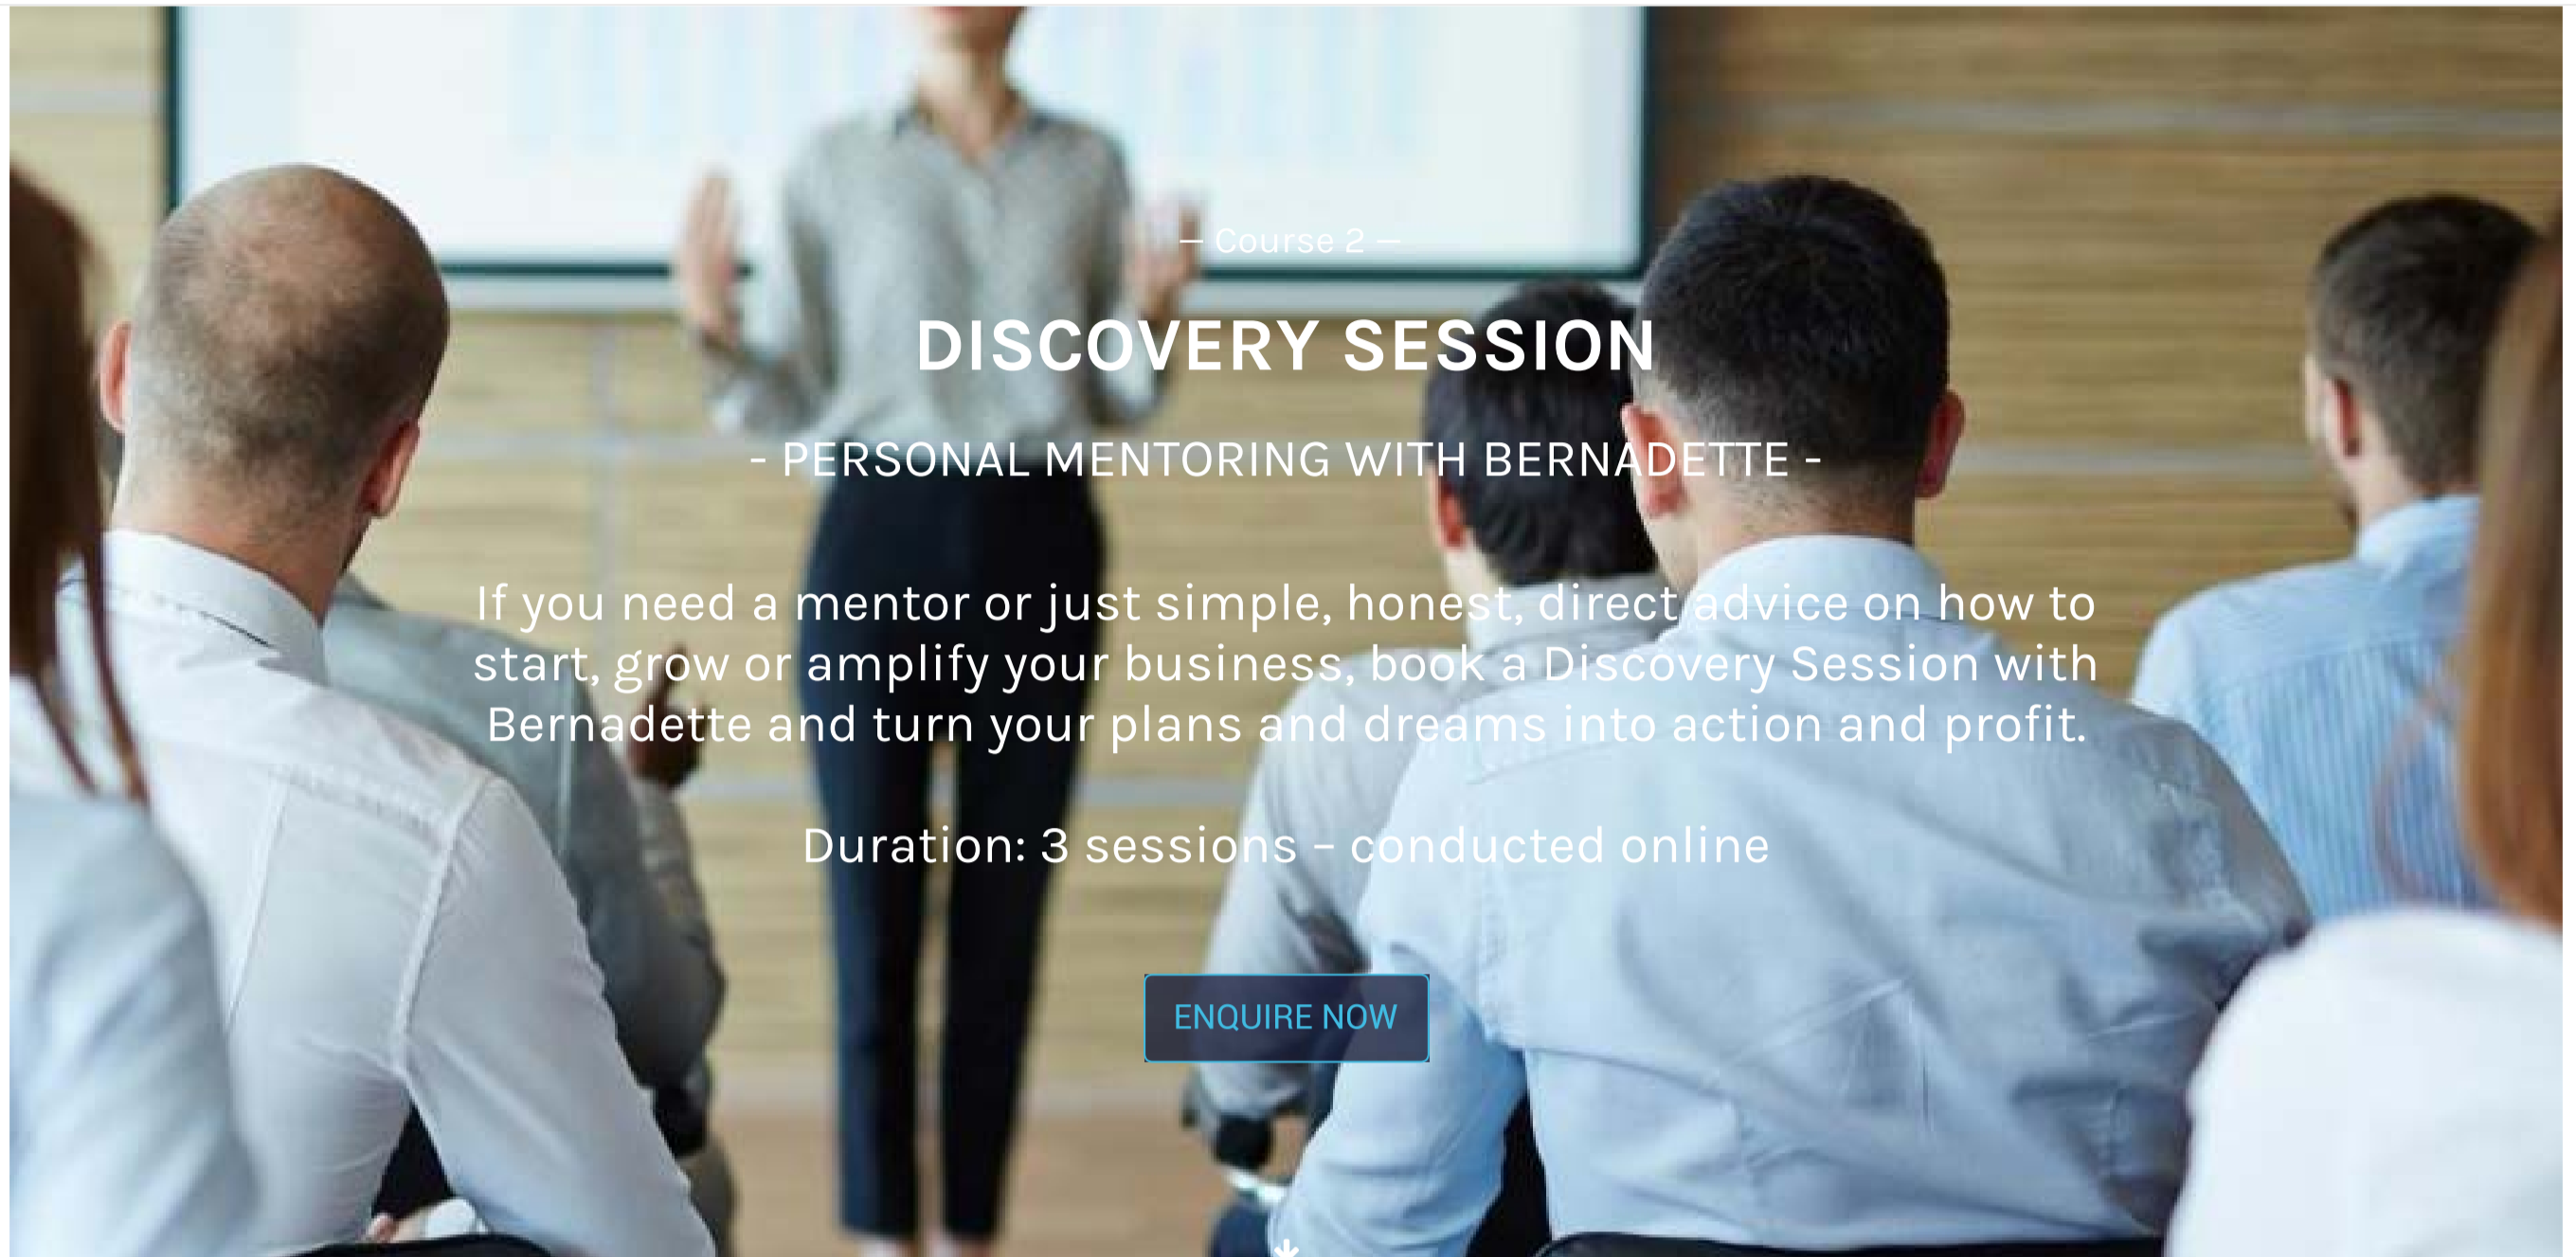 — Course 2 —
DISCOVERY SESSION
- PERSONAL MENTORING WITH BERNADETTE -
If you need a mentor or just simple, honest, direct advice on how to
start, grow or amplify your business, book a Discovery Session with
Bernadette and turn your plans and dreams into action and profit.
Duration: 3 sessions – conducted online
ENQUIRE NOW